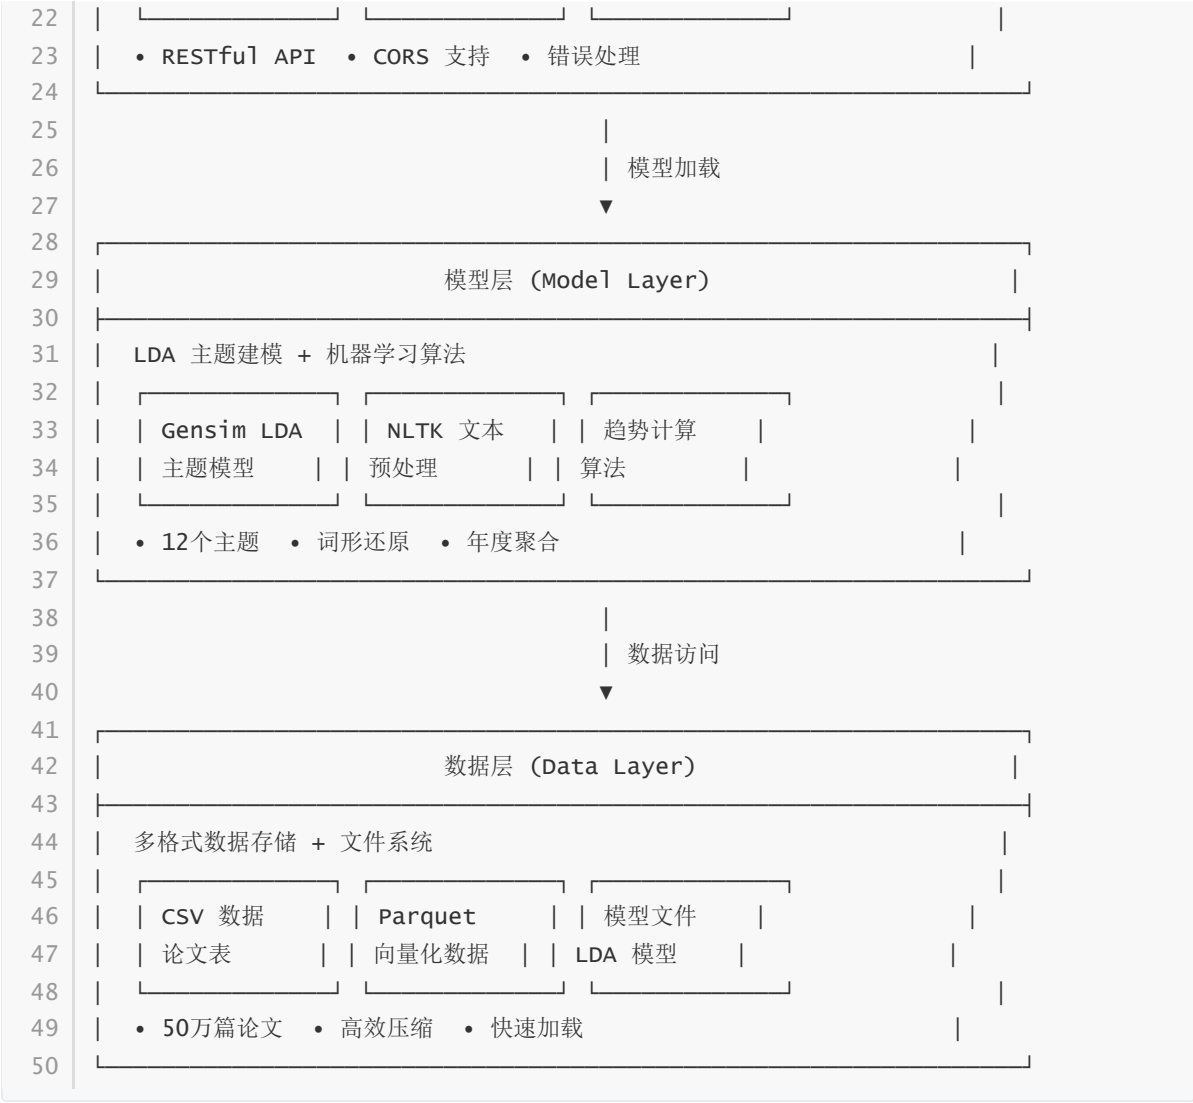 22 │  └──────────────┘ └──────────────┘ └──────────────┘               │
23 │  • RESTful API  • CORS 支持  • 错误处理                        │
24 └──────────────────────────────────────────────────────────────────┘
25                                    │
26                                    │ 模型加载
27                                    ▼
28 ┌──────────────────────────────────────────────────────────────────┐
29 │                        模型层 (Model Layer)                      │
30 ├──────────────────────────────────────────────────────────────────┤
31 │  LDA 主题建模 + 机器学习算法                                      │
32 │  ┌──────────────┐ ┌──────────────┐ ┌──────────────┐               │
33 │  │ Gensim LDA  │ │ NLTK 文本   │ │ 趋势计算    │               │
34 │  │ 主题模型    │ │ 预处理      │ │ 算法        │               │
35 │  └──────────────┘ └──────────────┘ └──────────────┘               │
36 │  • 12个主题  • 词形还原  • 年度聚合                             │
37 └──────────────────────────────────────────────────────────────────┘
38                                    │
39                                    │ 数据访问
40                                    ▼
41 ┌──────────────────────────────────────────────────────────────────┐
42 │                        数据层 (Data Layer)                       │
43 ├──────────────────────────────────────────────────────────────────┤
44 │  多格式数据存储 + 文件系统                                         │
45 │  ┌──────────────┐ ┌──────────────┐ ┌──────────────┐               │
46 │  │ CSV 数据    │ │ Parquet     │ │ 模型文件    │               │
47 │  │ 论文表      │ │ 向量化数据  │ │ LDA 模型    │               │
48 │  └──────────────┘ └──────────────┘ └──────────────┘               │
49 │  • 50万篇论文  • 高效压缩  • 快速加载                           │
50 └──────────────────────────────────────────────────────────────────┘